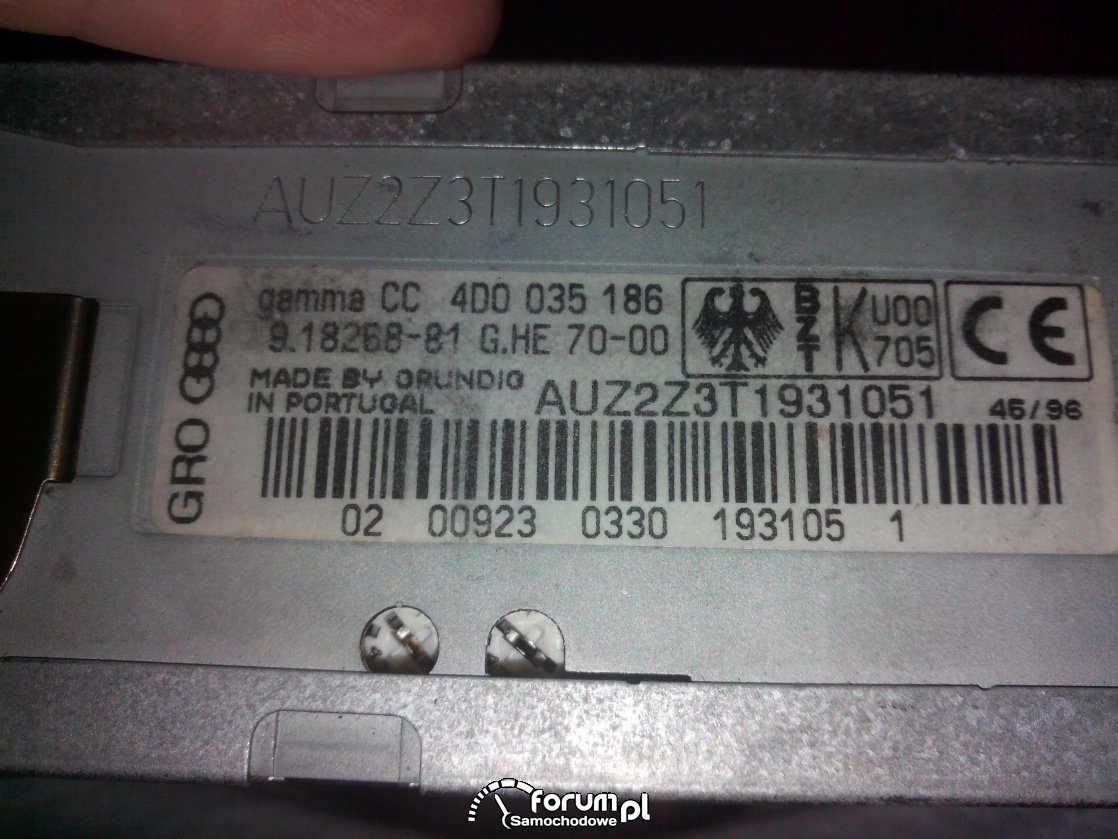 AUZ2Z3T1931051
gamma CC 4D0 035 186
9.18268-81 G.HE 70-00
BZT
K U00 705
CE
MADE BY GRUNDIG
IN PORTUGAL
AUZ2Z3T1931051
46/96
GRO
02 00923 0330 193105 1
forum.pl
Samochodowe